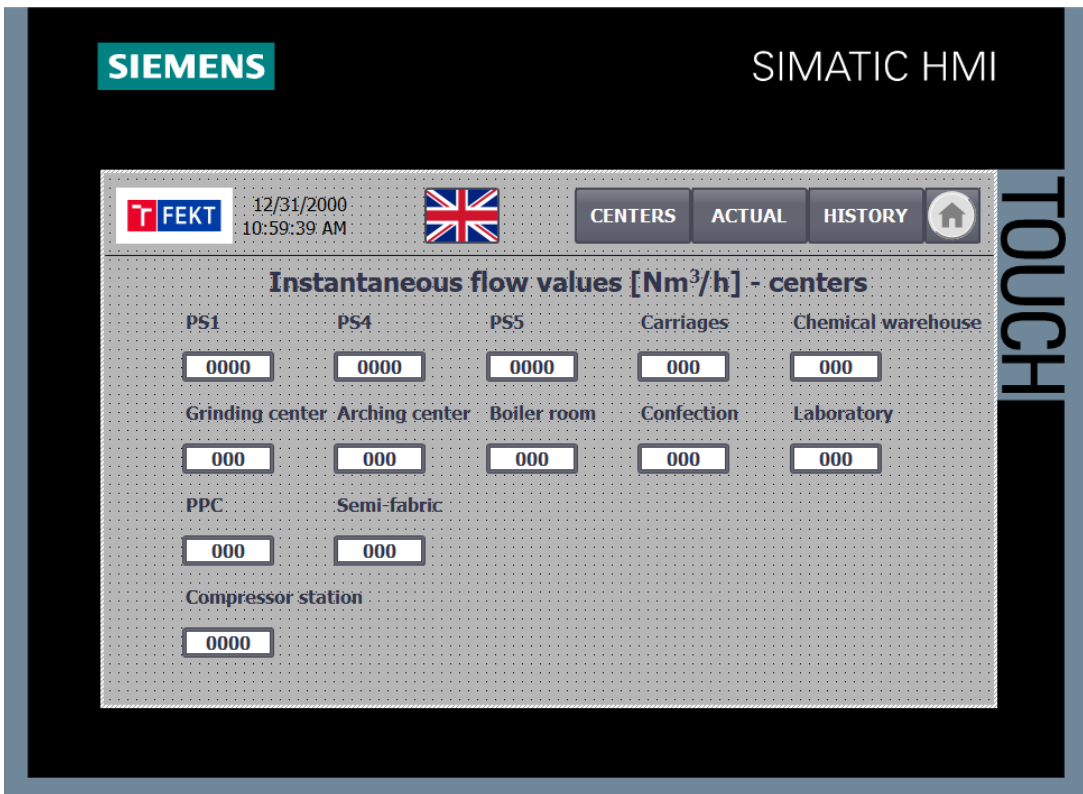 SIEMENS
SIMATIC HMI
TOUCH
T FEKT
12/31/2000
10:59:39 AM
CENTERS ACTUAL HISTORY
Instantaneous flow values [Nm³/h] - centers
PS1 PS4 PS5 Carriages Chemical warehouse
0000 0000 0000 000 000
Grinding center Arching center Boiler room Confection Laboratory
000 000 000 000 000
PPC Semi-fabric
000 000
Compressor station
0000